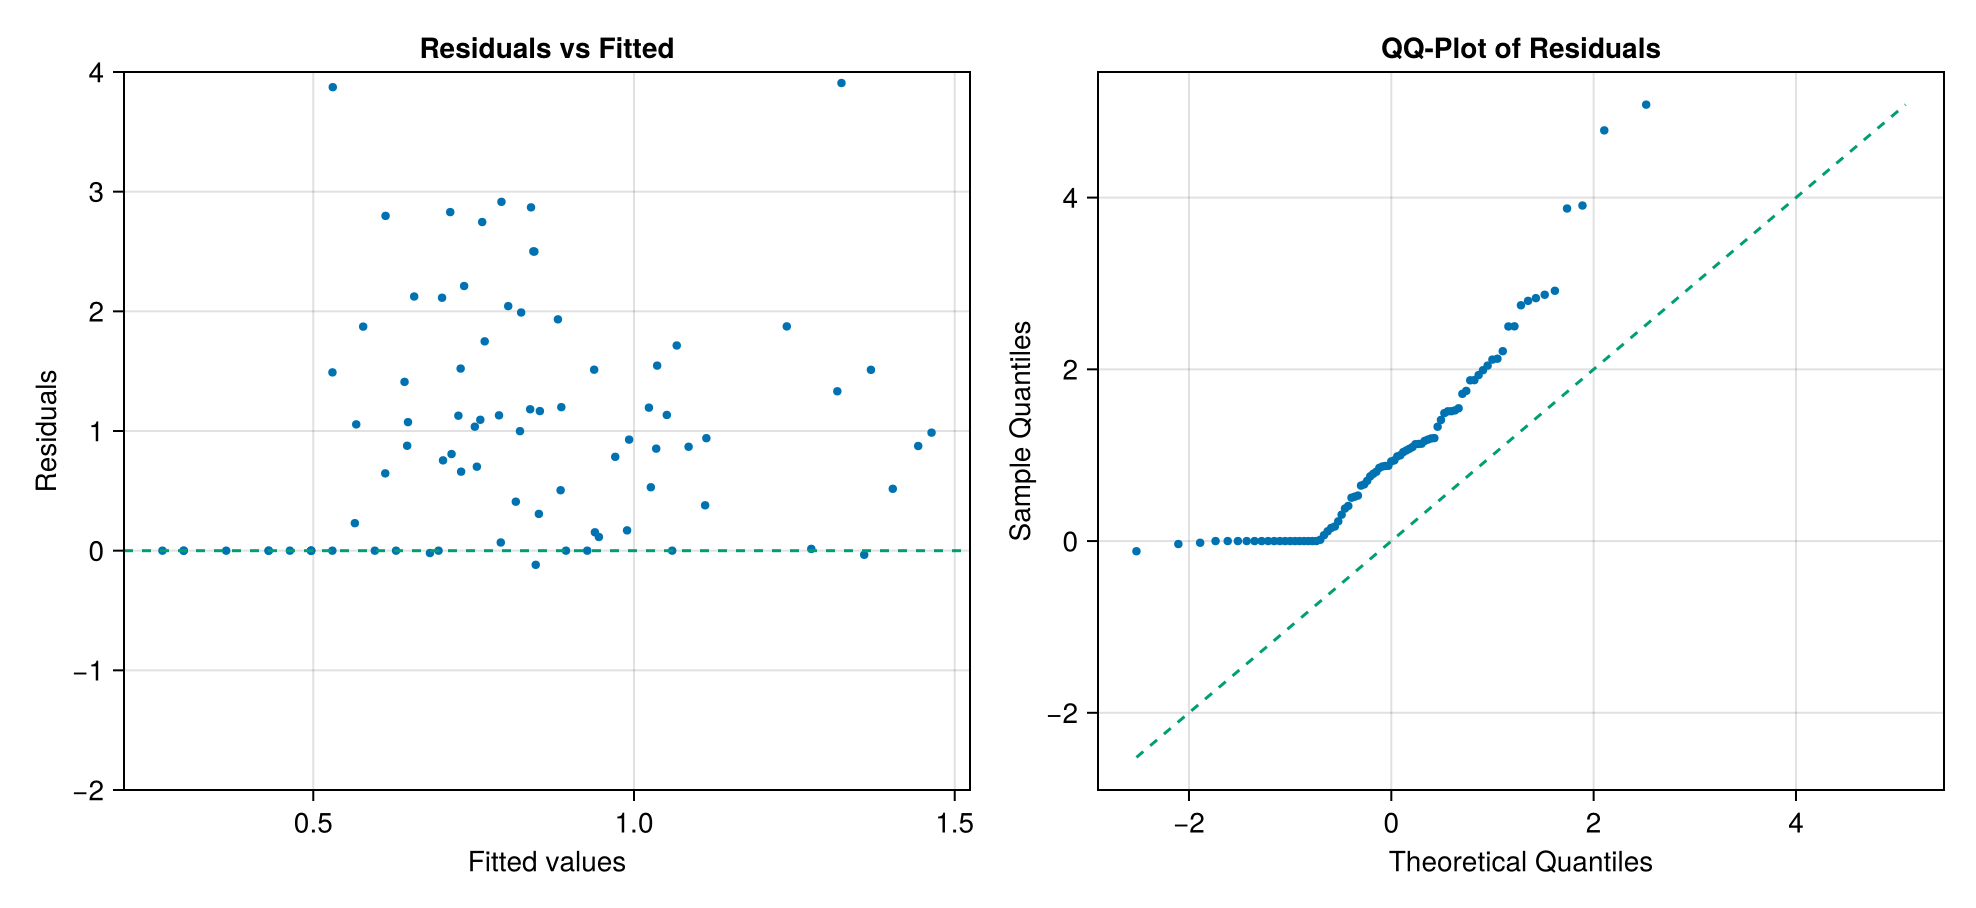 Residuals vs Fitted
4
3
2
1
0
−1
−2
Residuals
0.5 1.0 1.5
Fitted values
QQ-Plot of Residuals
4
2
0
−2
Sample Quantiles
−2 0 2 4
Theoretical Quantiles